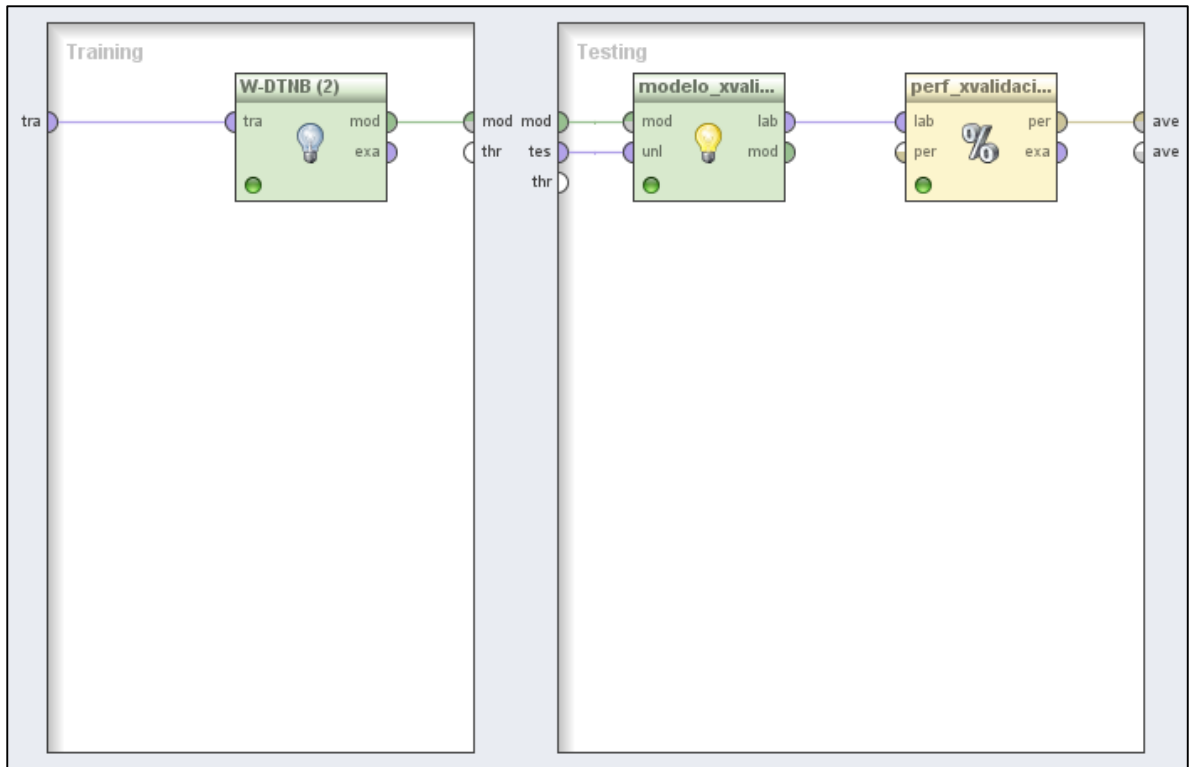 Training
Testing
W-DTNB (2)
modelo_xvali...
perf_xvalidaci...
tra
tra
mod
mod
mod
mod
lab
lab
per
ave
exa
thr
tes
unl
mod
per
%
exa
ave
thr